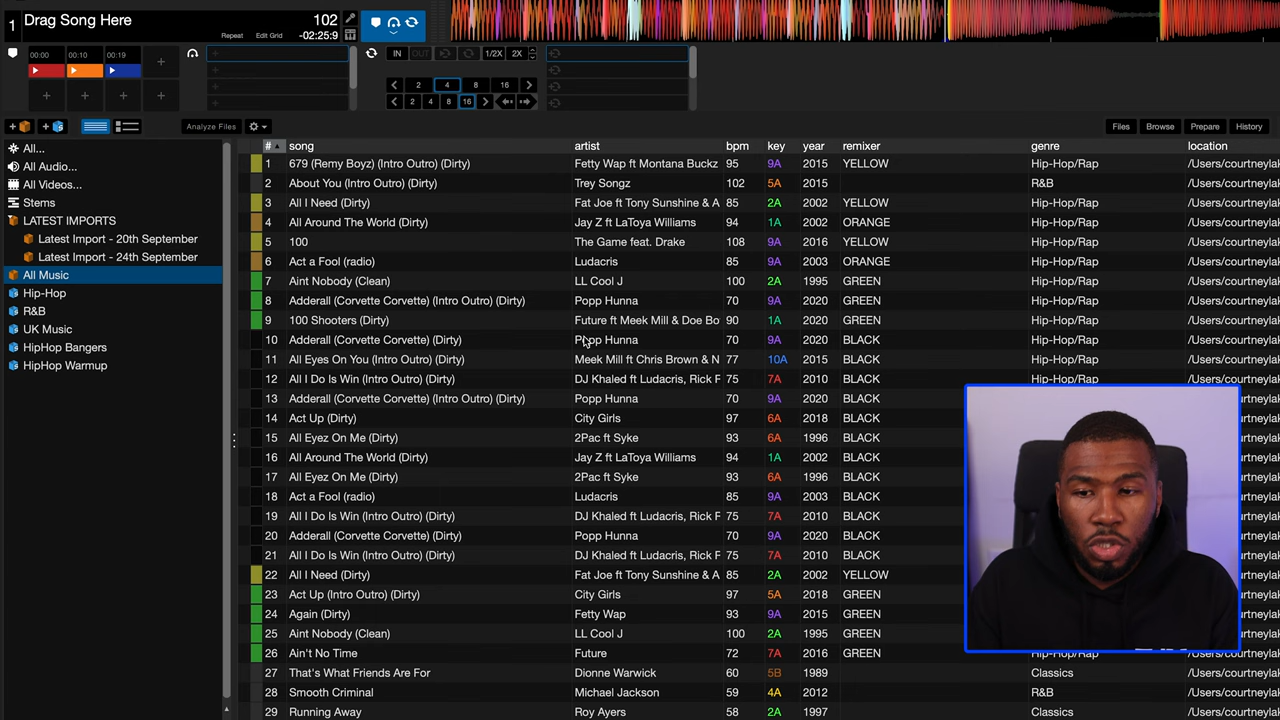 1 Drag Song Here 102
Repeat Edit Grid -02:25:9
00:00 00:10 00:19
IN OUT 1/2X 2X
2 4 8 16
2 4 8 16
Analyze Files Files Browse Prepare History
All...
All Audio...
All Videos...
Stems
LATEST IMPORTS
Latest Import - 20th September
Latest Import - 24th September
All Music
Hip-Hop
R&B
UK Music
HipHop Bangers
HipHop Warmup
# song artist bpm key year remixer genre location
1 679 (Remy Boyz) (Intro Outro) (Dirty) Fetty Wap ft Montana Buckz 95 9A 2015 YELLOW Hip-Hop/Rap /Users/courtneylak
2 About You (Intro Outro) (Dirty) Trey Songz 102 5A 2015 R&B /Users/courtneylak
3 All I Need (Dirty) Fat Joe ft Tony Sunshine & A 85 2A 2002 YELLOW Hip-Hop/Rap /Users/courtneylak
4 All Around The World (Dirty) Jay Z ft LaToya Williams 94 1A 2002 ORANGE Hip-Hop/Rap /Users/courtneylak
5 100 The Game feat. Drake 108 9A 2016 YELLOW Hip-Hop/Rap /Users/courtneylak
6 Act a Fool (radio) Ludacris 85 9A 2003 ORANGE Hip-Hop/Rap /Users/courtneylak
7 Aint Nobody (Clean) LL Cool J 100 2A 1995 GREEN Hip-Hop/Rap /Users/courtneylak
8 Adderall (Corvette Corvette) (Intro Outro) (Dirty) Popp Hunna 70 9A 2020 GREEN Hip-Hop/Rap /Users/courtneylak
9 100 Shooters (Dirty) Future ft Meek Mill & Doe Bo 90 1A 2020 GREEN Hip-Hop/Rap /Users/courtneylak
10 Adderall (Corvette Corvette) (Dirty) Popp Hunna 70 9A 2020 BLACK Hip-Hop/Rap /Users/courtneylak
11 All Eyes On You (Intro Outro) (Dirty) Meek Mill ft Chris Brown & N 77 10A 2015 BLACK Hip-Hop/Rap /Users/courtneylak
12 All I Do Is Win (Intro Outro) (Dirty) DJ Khaled ft Ludacris, Rick F 75 7A 2010 BLACK Hip-Hop/Rap /Users/courtneylak
13 Adderall (Corvette Corvette) (Intro Outro) (Dirty) Popp Hunna 70 9A 2020 BLACK
14 Act Up (Dirty) City Girls 97 6A 2018 BLACK
15 All Eyez On Me (Dirty) 2Pac ft Syke 93 6A 1996 BLACK
16 All Around The World (Dirty) Jay Z ft LaToya Williams 94 1A 2002 BLACK
17 All Eyez On Me (Dirty) 2Pac ft Syke 93 6A 1996 BLACK
18 Act a Fool (radio) Ludacris 85 9A 2003 BLACK
19 All I Do Is Win (Intro Outro) (Dirty) DJ Khaled ft Ludacris, Rick F 75 7A 2010 BLACK
20 Adderall (Corvette Corvette) (Intro Outro) (Dirty) Popp Hunna 70 9A 2020 BLACK
21 All I Do Is Win (Intro Outro) (Dirty) DJ Khaled ft Ludacris, Rick F 75 7A 2010 BLACK
22 All I Need (Dirty) Fat Joe ft Tony Sunshine & A 85 2A 2002 YELLOW
23 Act Up (Intro Outro) (Dirty) City Girls 97 5A 2018 GREEN
24 Again (Dirty) Fetty Wap 93 9A 2015 GREEN
25 Aint Nobody (Clean) LL Cool J 100 2A 1995 GREEN
26 Ain't No Time Future 72 7A 2016 GREEN Hip-Hop/Rap
27 That's What Friends Are For Dionne Warwick 60 5B 1989 Classics /Users/courtneylak
28 Smooth Criminal Michael Jackson 59 4A 2012 R&B /Users/courtneylak
29 Running Away Roy Ayers 58 2A 1997 Classics /Users/courtneylak